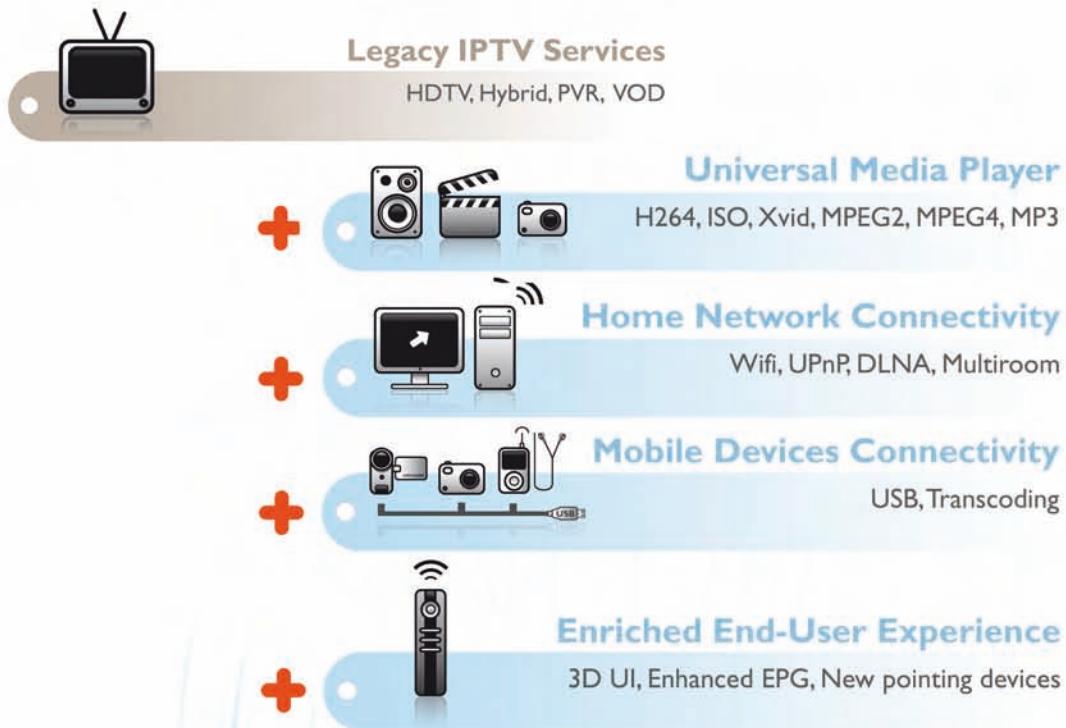 Legacy IPTV Services
HDTV, Hybrid, PVR, VOD
Universal Media Player
H264, ISO, Xvid, MPEG2, MPEG4, MP3
Home Network Connectivity
Wifi, UPnP, DLNA, Multiroom
Mobile Devices Connectivity
USB, Transcoding
USB
Enriched End-User Experience
3D UI, Enhanced EPG, New pointing devices